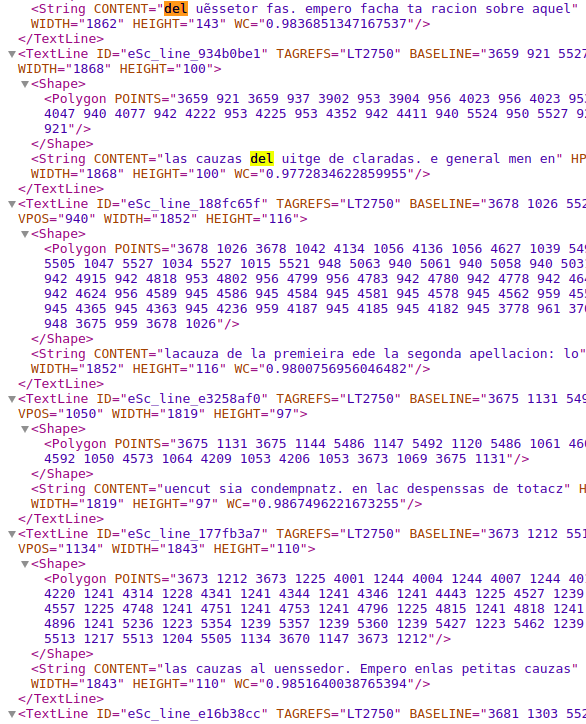 <String CONTENT="del uẽssetor fas. empero facha ta racion sobre aquel"
WIDTH="1862" HEIGHT="143" WC="0.9836851347167537"/>
</TextLine>
▼<TextLine ID="eSc_line_934b0be1" TAGREFS="LT2750" BASELINE="3659 921 5527
WIDTH="1868" HEIGHT="100">
▼<Shape>
<Polygon POINTS="3659 921 3659 937 3902 953 3904 956 4023 956 4023 953
4047 940 4077 942 4222 953 4225 953 4352 942 4411 940 5524 950 5527 92
921"/>
</Shape>
<String CONTENT="las cauzas del uitge de claradas. e general men en" HP
WIDTH="1868" HEIGHT="100" WC="0.9772834622859955"/>
</TextLine>
▼<TextLine ID="eSc_line_188fc65f" TAGREFS="LT2750" BASELINE="3678 1026 552
VPOS="940" WIDTH="1852" HEIGHT="116">
▼<Shape>
<Polygon POINTS="3678 1026 3678 1042 4134 1056 4136 1056 4627 1039 549
5505 1047 5527 1034 5527 1015 5521 948 5063 940 5061 940 5058 940 503
942 4915 942 4818 953 4802 956 4799 956 4783 942 4780 942 4778 942 464
942 4624 956 4589 945 4586 945 4584 945 4581 945 4578 945 4562 959 455
945 4365 945 4363 945 4236 959 4187 945 4185 945 4182 945 3778 961 370
948 3675 959 3678 1026"/>
</Shape>
<String CONTENT="lacauza de la premieira ede la segonda apellacion: lo"
WIDTH="1852" HEIGHT="116" WC="0.9800756956046482"/>
</TextLine>
▼<TextLine ID="eSc_line_e3258af0" TAGREFS="LT2750" BASELINE="3675 1131 549
VPOS="1050" WIDTH="1819" HEIGHT="97">
▼<Shape>
<Polygon POINTS="3675 1131 3675 1144 5486 1147 5492 1120 5486 1061 460
4592 1050 4573 1064 4209 1053 4206 1053 3673 1069 3675 1131"/>
</Shape>
<String CONTENT="uencut sia condempnatz. en lac despenssas de totacz" H
WIDTH="1819" HEIGHT="97" WC="0.9867496221673255"/>
</TextLine>
▼<TextLine ID="eSc_line_177fb3a7" TAGREFS="LT2750" BASELINE="3673 1212 551
VPOS="1134" WIDTH="1843" HEIGHT="110">
▼<Shape>
<Polygon POINTS="3673 1212 3673 1225 4001 1244 4004 1244 4007 1244 40
4220 1241 4314 1228 4341 1241 4344 1241 4346 1241 4443 1225 4527 1239
4557 1225 4748 1241 4751 1241 4753 1241 4796 1225 4815 1241 4818 1241
4896 1241 5236 1223 5354 1239 5357 1239 5360 1239 5427 1223 5462 1239
5513 1217 5513 1204 5505 1134 3670 1147 3673 1212"/>
</Shape>
<String CONTENT="las cauzas al uenssedor. Empero enlas petitas cauzas"
WIDTH="1843" HEIGHT="110" WC="0.9851640038765394"/>
</TextLine>
▼<TextLine ID="eSc_line_e16b38cc" TAGREFS="LT2750" BASELINE="3681 1303 552